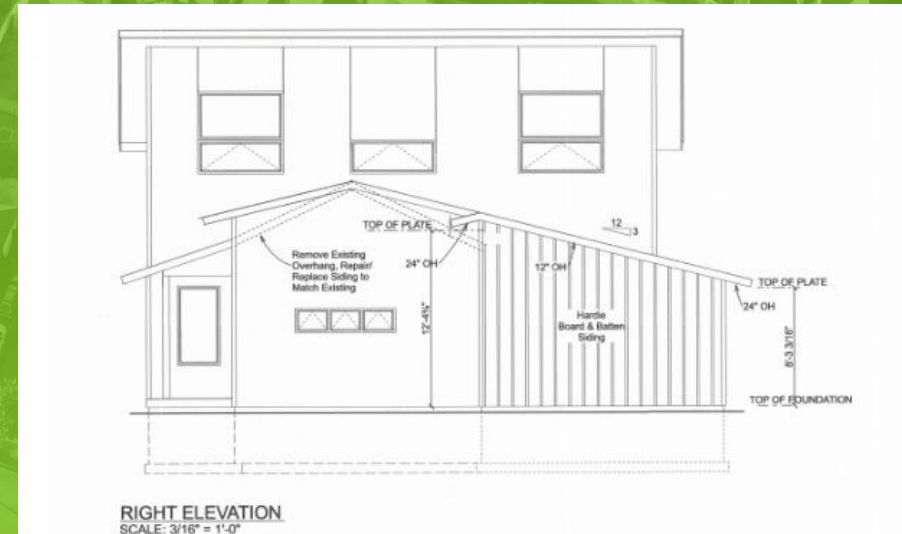 12
3
TOP OF PLATE
Remove Existing
Overhang, Repair/
Replace Siding to
Match Existing
24" OH
12" OH
TOP OF PLATE
24" OH
12'-4¾"
Hardie
Board & Batten
Siding
8'-3 3/16"
TOP OF FOUNDATION
RIGHT ELEVATION
SCALE: 3/16" = 1'-0"